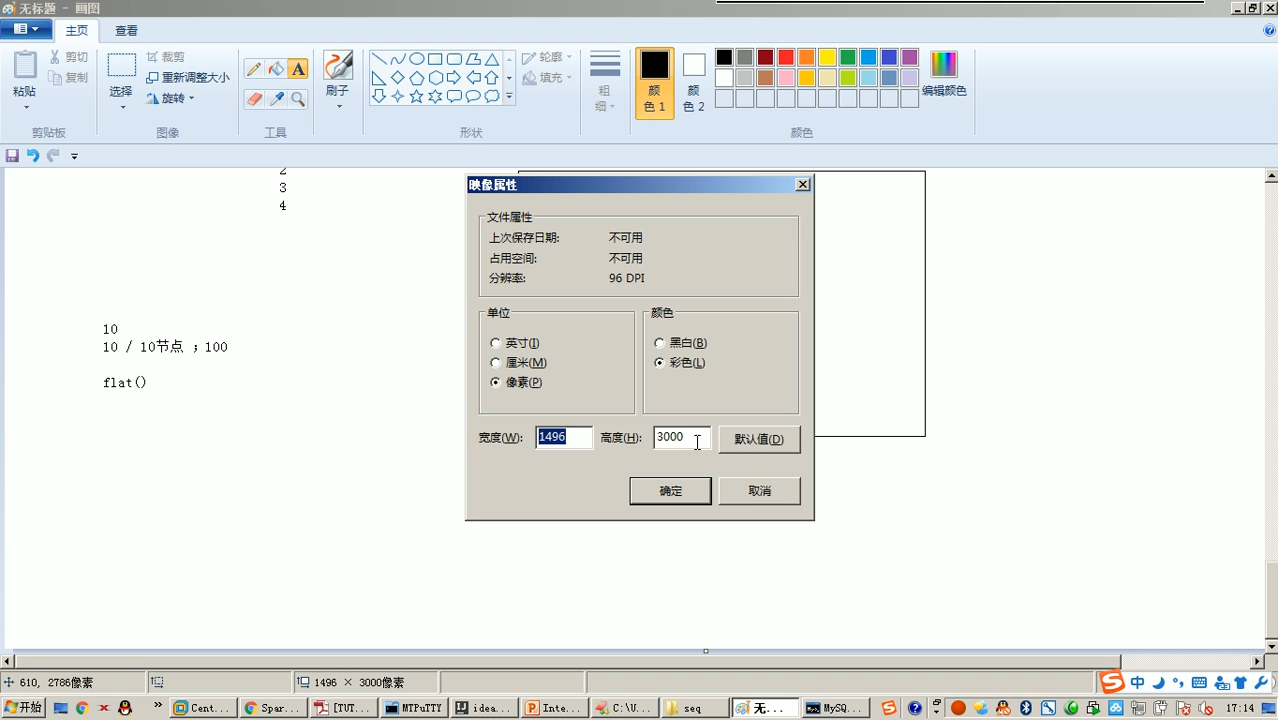 无标题 - 画图
主页
查看
粘贴
剪切
复制
剪贴板
选择
裁剪
重新调整大小
旋转
图像
A
工具
刷子
轮廓
填充
形状
粗
细
颜
色 1
颜
色 2
编辑颜色
颜色
2
3
4
10
10 / 10节点 ；100
flat()
映像属性
文件属性
上次保存日期: 不可用
占用空间: 不可用
分辨率: 96 DPI
单位
英寸(I)
厘米(M)
像素(P)
颜色
黑白(B)
彩色(L)
宽度(W): 1496 高度(H): 3000 默认值(D)
确定 取消
610, 2786像素
1496 × 3000像素
中
开始
Cent...
Spar...
[TUT...
MTPuTTY
idea...
Inte...
C:\U...
seq
无...
MySQ...
17:14